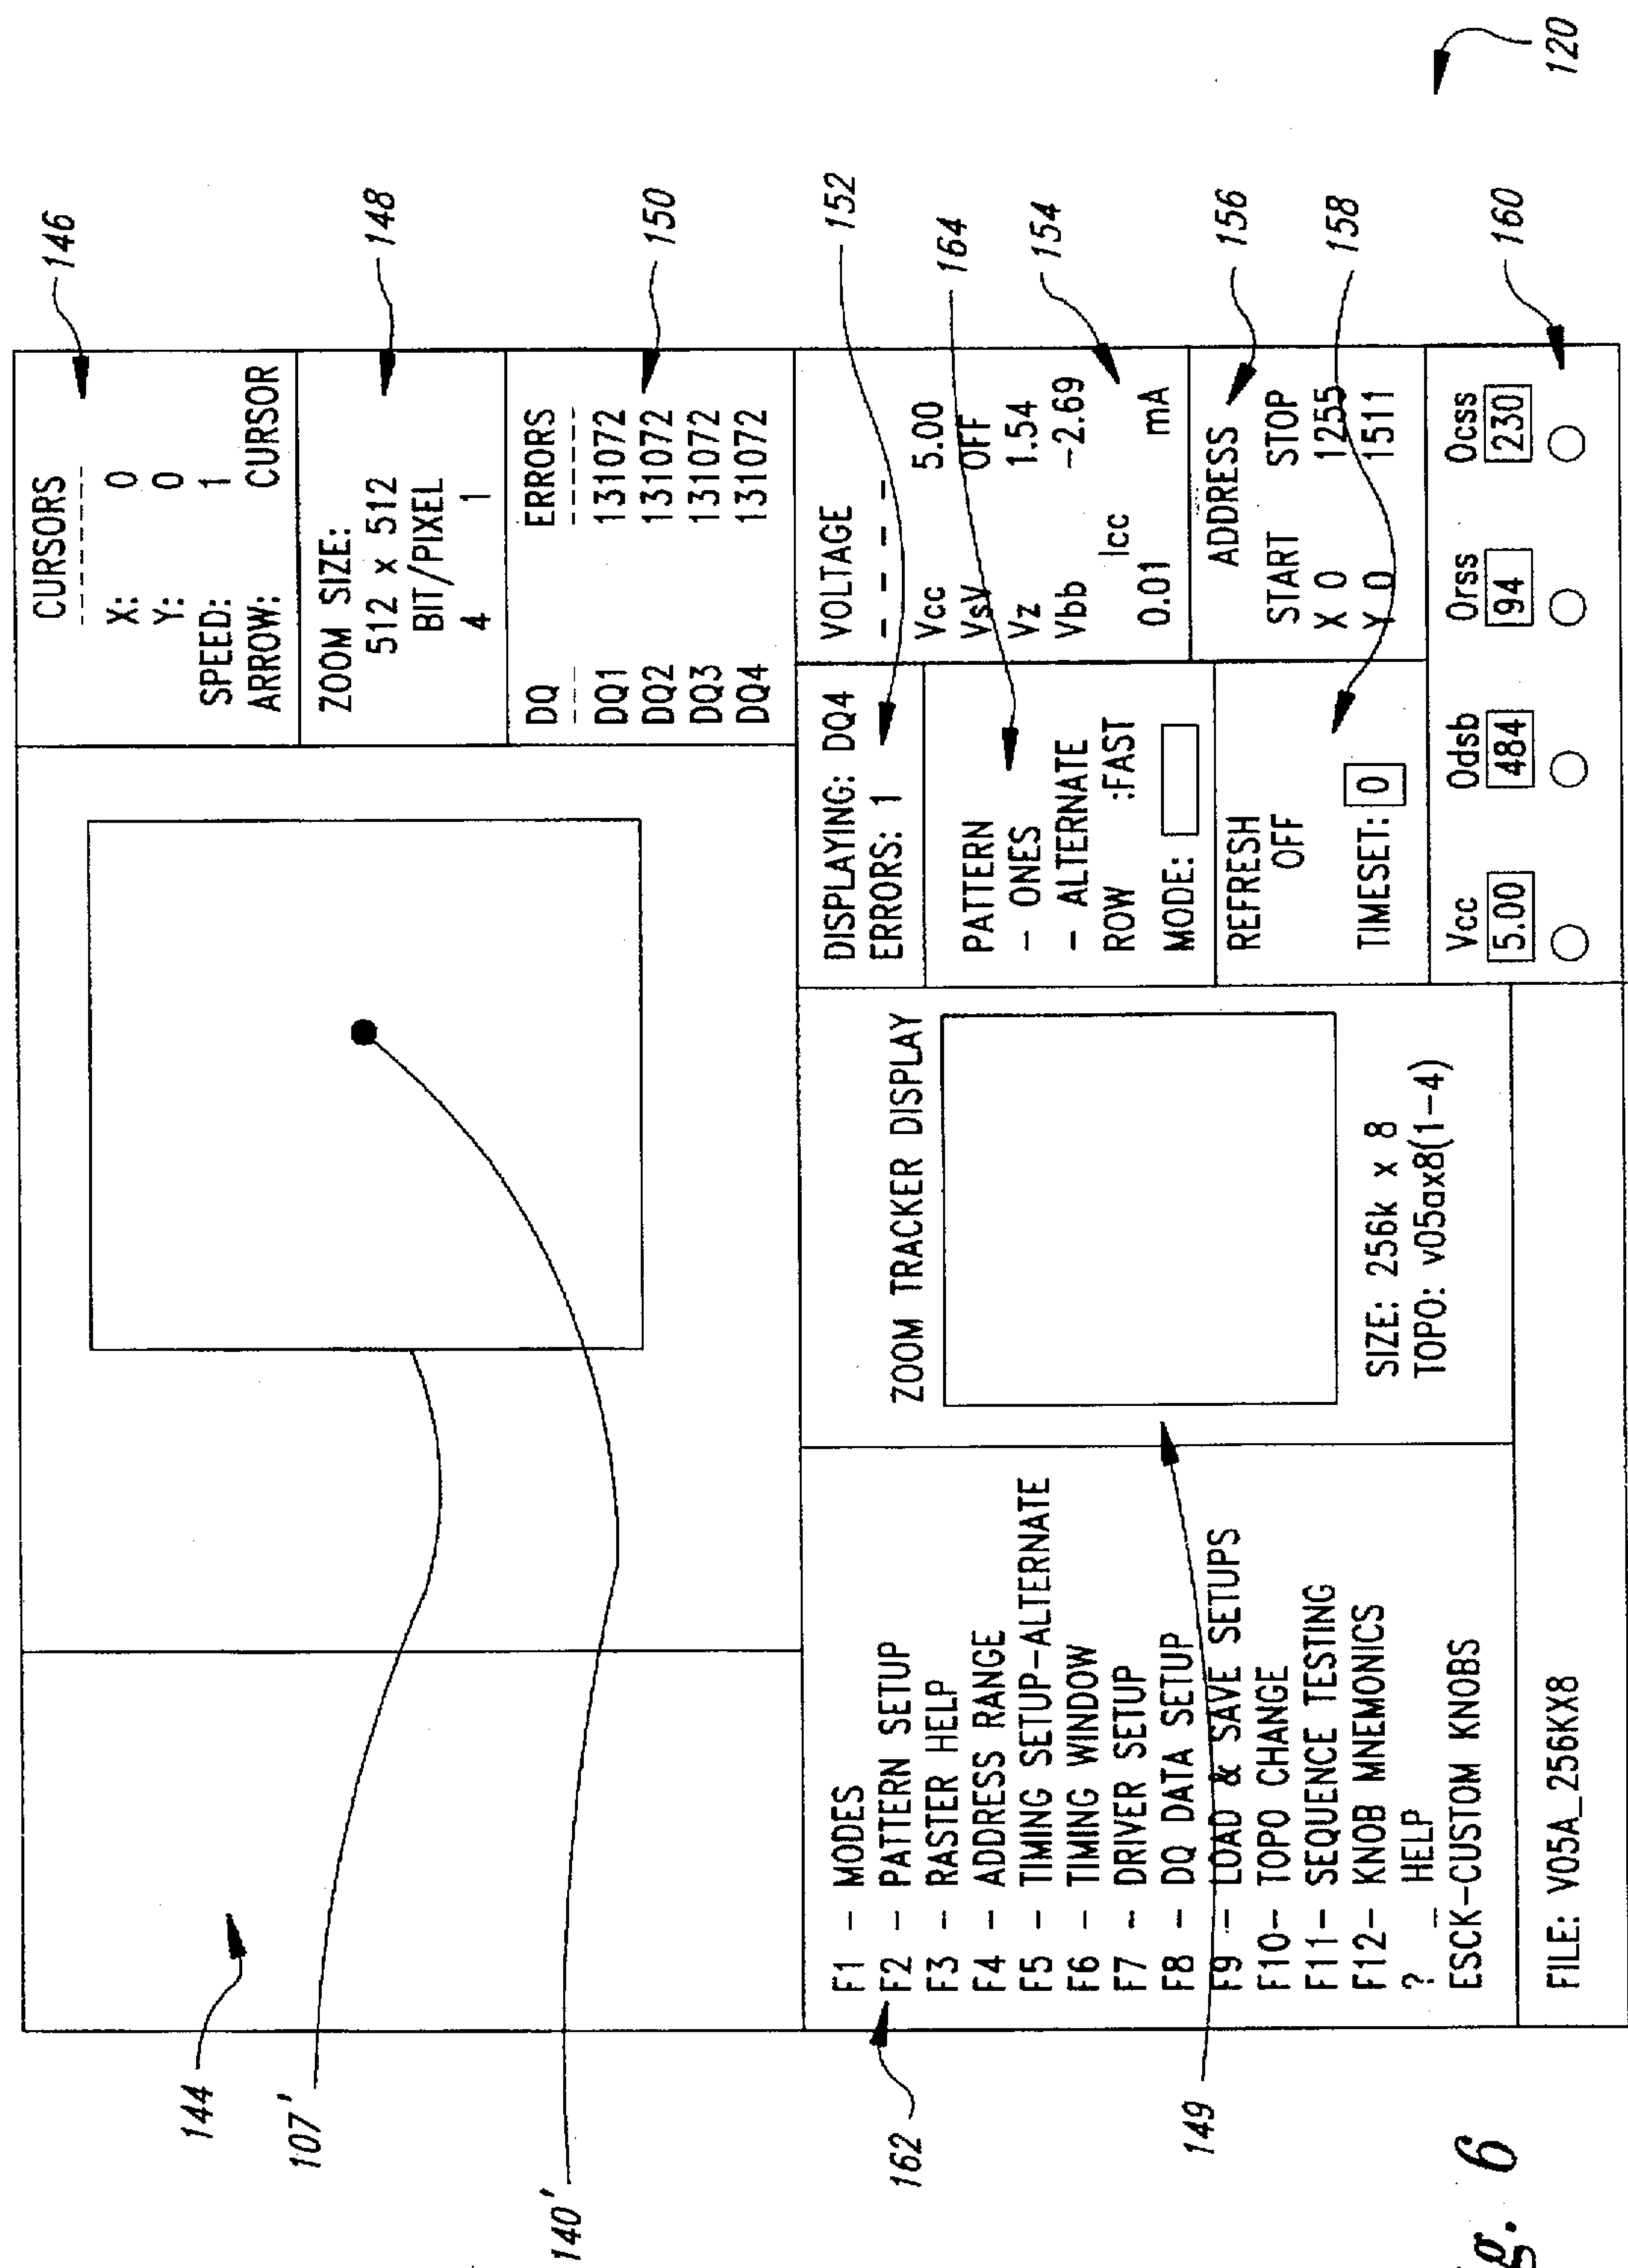 120
144
107'
140'
CURSORS
X: 0
Y: 0
SPEED: 1
ARROW: CURSOR
146
ZOOM SIZE:
512 x 512
BIT/PIXEL
4 1
148
DQ ERRORS
DQ1 131072
DQ2 131072
DQ3 131072
DQ4 131072
150
F1 - MODES
F2 - PATTERN SETUP
F3 - RASTER HELP
F4 - ADDRESS RANGE
F5 - TIMING SETUP-ALTERNATE
F6 - TIMING WINDOW
F7 - DRIVER SETUP
F8 - DQ DATA SETUP
F9 - LOAD & SAVE SETUPS
F10- TOPO CHANGE
F11- SEQUENCE TESTING
F12- KNOB MNEMONICS
? - HELP
ESCK-CUSTOM KNOBS
162
ZOOM TRACKER DISPLAY
SIZE: 256k x 8
TOPO: v05ax8(1-4)
149
DISPLAYING: DQ4
ERRORS: 1
152
PATTERN
- ONES
- ALTERNATE
ROW :FAST
MODE:
164
REFRESH
OFF
TIMESET: 0
158
VOLTAGE
Vcc 5.00
VsV OFF
Vz 1.54
Vbb -2.69
Icc
0.01 mA
154
ADDRESS
START STOP
X 0 1255
Y 0 1511
156
Vcc Odsb Orss Ocss
5.00 484 94 230
160
FILE: V05A_256KX8
g. 6